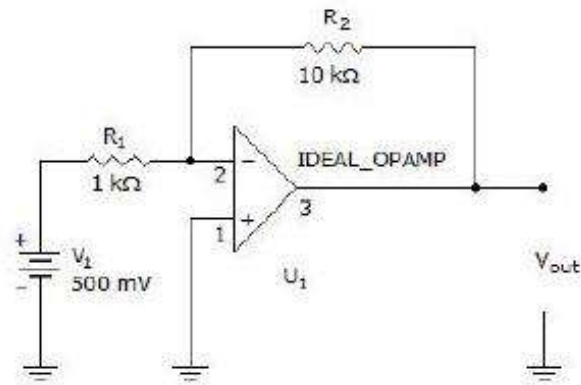 R2
10 kΩ
R1
1 kΩ
IDEAL_OPAMP
2
−
3
1
+
+
V1
−
500 mV
U1
Vout